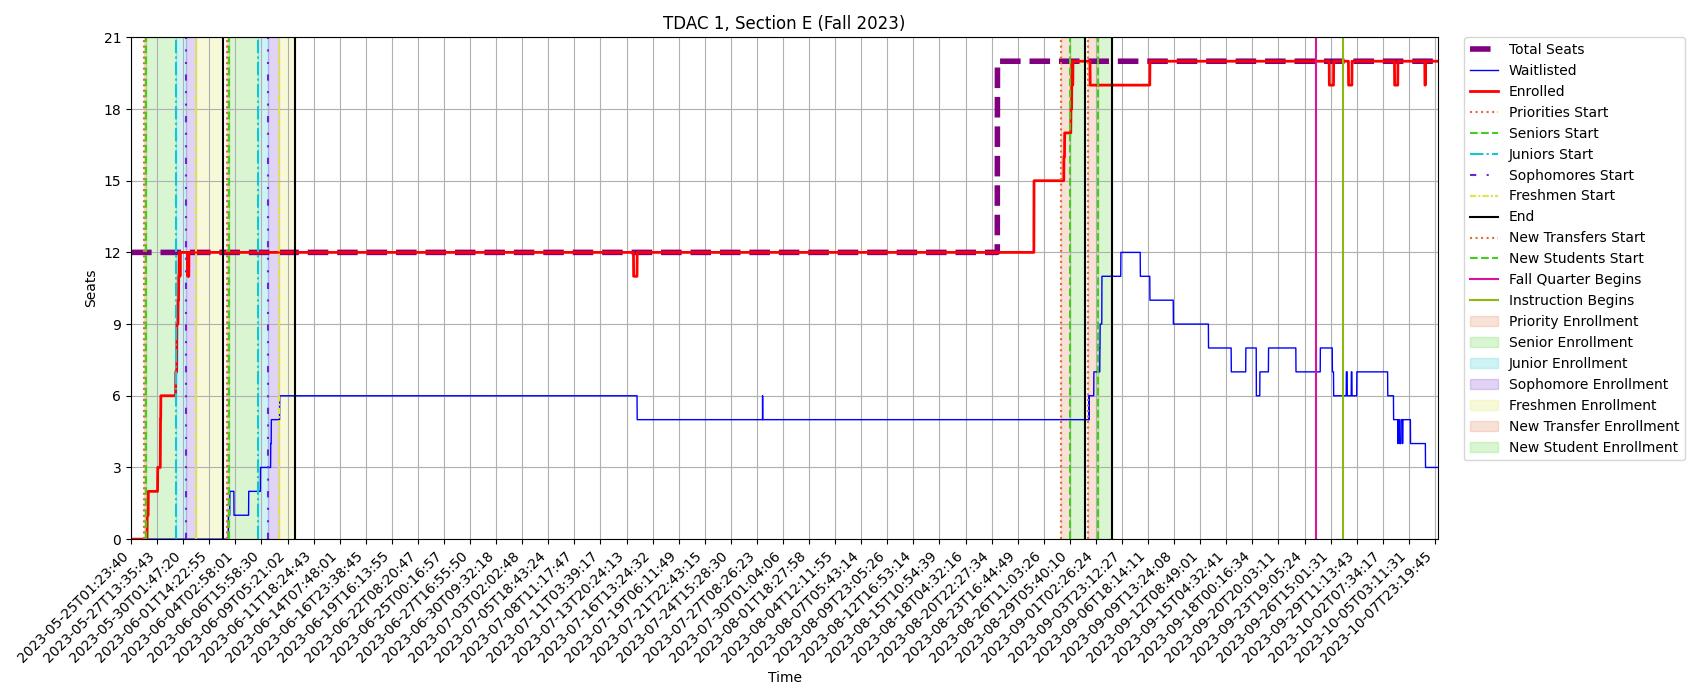 TDAC 1, Section E (Fall 2023)
21
18
15
12
9
6
3
0
Seats
2023-05-25T01:23:40
2023-05-27T13:35:43
2023-05-30T01:47:20
2023-06-01T14:22:55
2023-06-04T02:58:01
2023-06-06T15:58:30
2023-06-09T05:21:02
2023-06-11T18:24:43
2023-06-14T07:48:01
2023-06-16T23:38:45
2023-06-19T16:13:55
2023-06-22T08:20:47
2023-06-25T00:16:57
2023-06-27T16:55:50
2023-06-30T09:32:18
2023-07-03T02:02:48
2023-07-05T18:43:24
2023-07-08T11:17:47
2023-07-11T03:39:17
2023-07-13T20:24:13
2023-07-16T13:24:32
2023-07-19T06:11:49
2023-07-21T22:43:15
2023-07-24T15:28:30
2023-07-27T08:26:23
2023-07-30T01:04:06
2023-08-01T18:27:58
2023-08-04T12:11:55
2023-08-07T05:43:14
2023-08-09T23:05:26
2023-08-12T16:53:14
2023-08-15T10:54:39
2023-08-18T04:32:16
2023-08-20T22:27:34
2023-08-23T16:44:49
2023-08-26T11:03:26
2023-08-29T05:40:10
2023-09-01T02:26:24
2023-09-03T23:12:27
2023-09-06T18:14:11
2023-09-09T13:24:08
2023-09-12T08:49:01
2023-09-15T04:32:41
2023-09-18T00:16:34
2023-09-20T20:03:11
2023-09-23T19:05:24
2023-09-26T15:01:31
2023-09-29T11:13:43
2023-10-02T07:34:17
2023-10-05T03:11:31
2023-10-07T23:19:45
Time
Total Seats
Waitlisted
Enrolled
Priorities Start
Seniors Start
Juniors Start
Sophomores Start
Freshmen Start
End
New Transfers Start
New Students Start
Fall Quarter Begins
Instruction Begins
Priority Enrollment
Senior Enrollment
Junior Enrollment
Sophomore Enrollment
Freshmen Enrollment
New Transfer Enrollment
New Student Enrollment